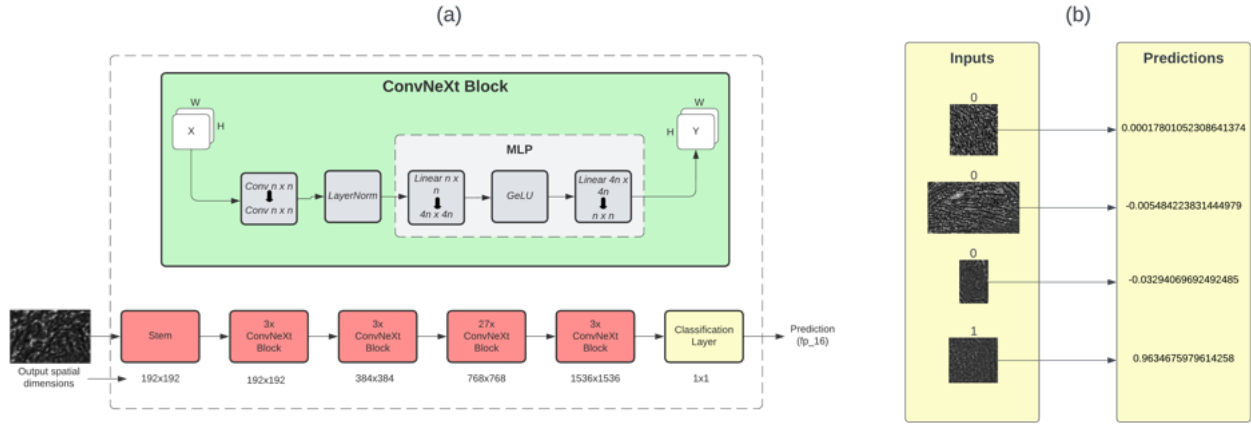 (a)
ConvNeXt Block
W
X
H
Conv n x n
Conv n x n
LayerNorm
MLP
Linear n x
n
4n x 4n
GeLU
Linear 4n x
4n
n x n
W
H
Y
Stem
3x
ConvNeXt
Block
3x
ConvNeXt
Block
27x
ConvNeXt
Block
3x
ConvNeXt
Block
Classification
Layer
Prediction
(fp_16)
Output spatial
dimensions
192x192
192x192
384x384
768x768
1536x1536
1x1
(b)
Inputs
Predictions
0
0.00017801052308641374
0
-0.005484223831444979
0
-0.03294069692492485
1
0.9634675979614258